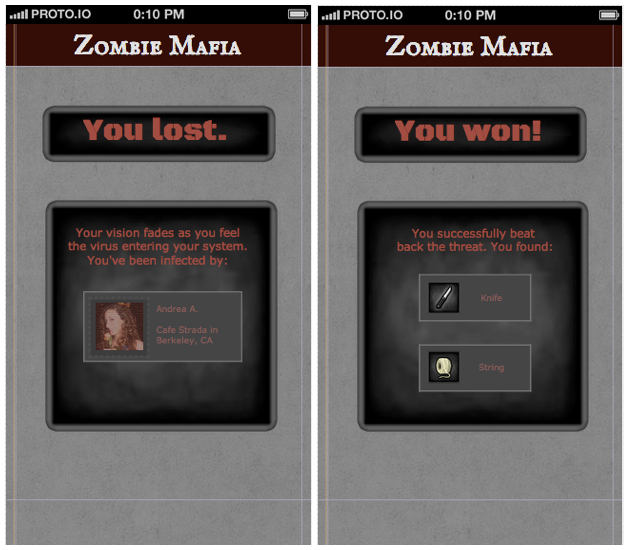 PROTO.IO 0:10 PM
Zombie Mafia
You lost.
Your vision fades as you feel
the virus entering your system.
You've been infected by:
Andrea A.
Cafe Strada in
Berkeley, CA
PROTO.IO 0:10 PM
Zombie Mafia
You won!
You successfully beat
back the threat. You found:
Knife
String